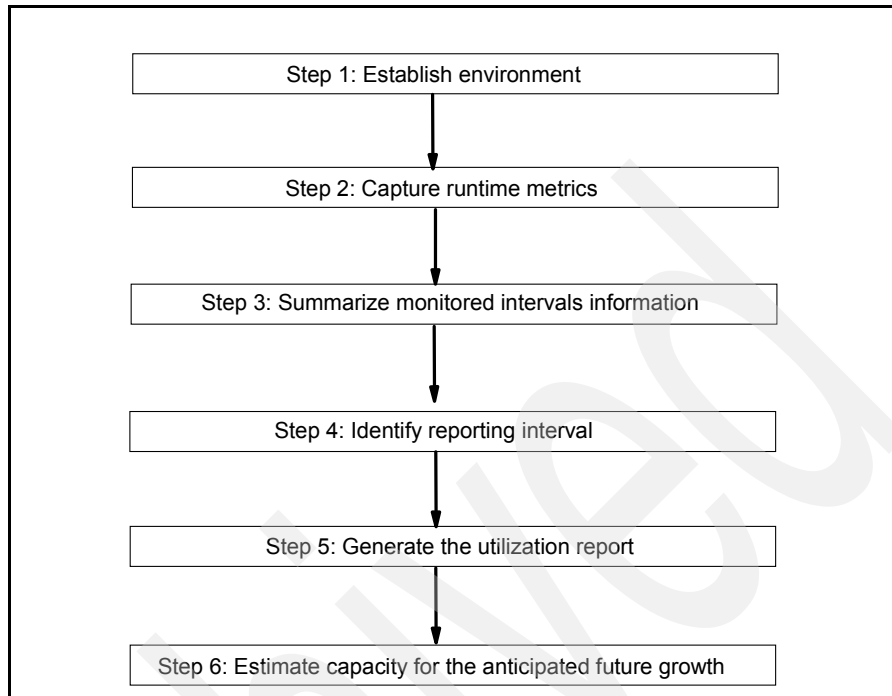 Step 1: Establish environment
Step 2: Capture runtime metrics
Step 3: Summarize monitored intervals information
Step 4: Identify reporting interval
Step 5: Generate the utilization report
Step 6: Estimate capacity for the anticipated future growth